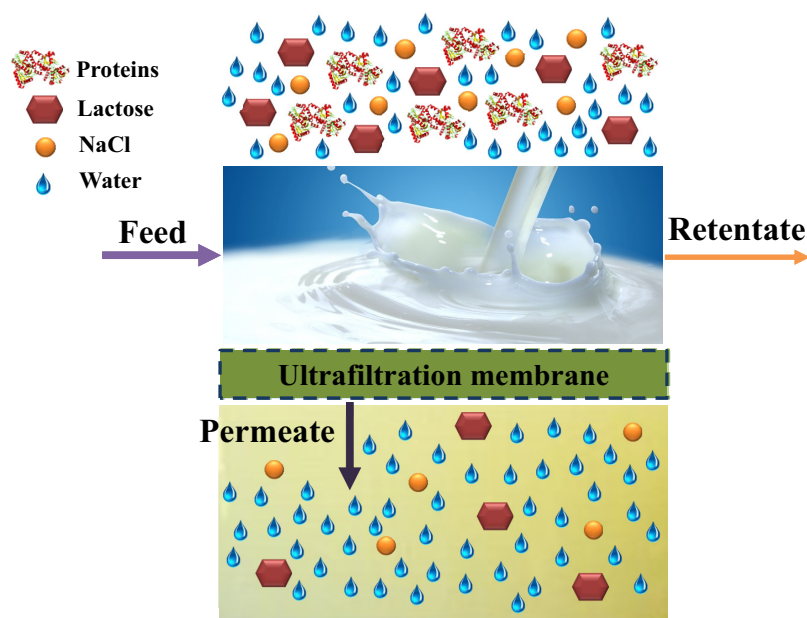 Proteins
Lactose
NaCl
Water
Feed
Retentate
Ultrafiltration membrane
Permeate